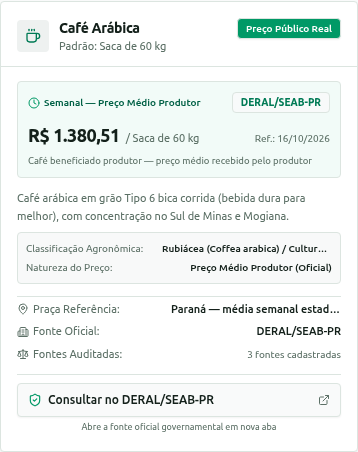 Café Arábica
Padrão: Saca de 60 kg
Preço Público Real
Semanal — Preço Médio Produtor
DERAL/SEAB-PR
R$ 1.380,51 / Saca de 60 kg
Ref.: 16/10/2026
Café beneficiado produtor — preço médio recebido pelo produtor
Café arábica em grão Tipo 6 bica corrida (bebida dura para
melhor), com concentração no Sul de Minas e Mogiana.
Classificação Agronômica: Rubiácea (Coffea arabica) / Cultur...
Natureza do Preço: Preço Médio Produtor (Oficial)
Praça Referência: Paraná — média semanal estad...
Fonte Oficial: DERAL/SEAB-PR
Fontes Auditadas: 3 fontes cadastradas
Consultar no DERAL/SEAB-PR
Abre a fonte oficial governamental em nova aba